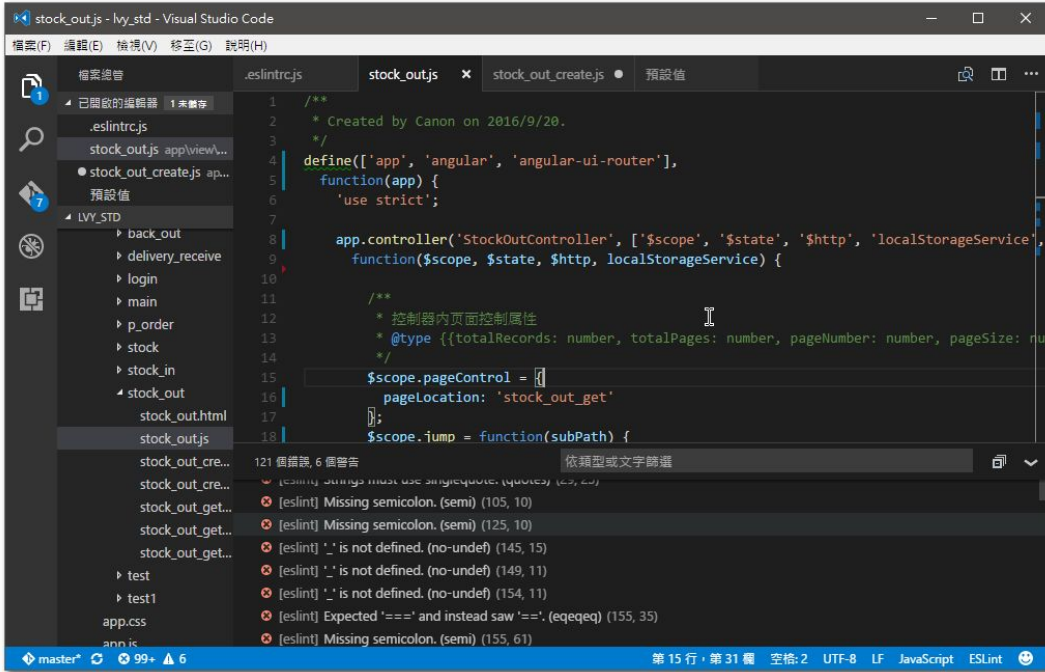 stock_out.js - lvy_std - Visual Studio Code
檔案(F) 編輯(E) 檢視(V) 移至(G) 說明(H)
檔案總管
已開啟的編輯器 1 未儲存
.eslintrc.js
stock_out.js app\view\...
stock_out_create.js ap...
預設值
LVY_STD
back_out
delivery_receive
login
main
p_order
stock
stock_in
stock_out
stock_out.html
stock_out.js
stock_out_cre...
stock_out_cre...
stock_out_get...
stock_out_get...
stock_out_get...
test
test1
app.css
app.js
1
7
.eslintrc.js stock_out.js × stock_out_create.js 預設值
1 /**
2 * Created by Canon on 2016/9/20.
3 */
4 define(['app', 'angular', 'angular-ui-router'],
5 function(app) {
6 'use strict';
7
8 app.controller('StockOutController', ['$scope', '$state', '$http', 'localStorageService',
9 function($scope, $state, $http, localStorageService) {
10
11 /**
12 * 控制器内页面控制属性
13 * @type {{totalRecords: number, totalPages: number, pageNumber: number, pageSize: nu
14 */
15 $scope.pageControl = {
16 pageLocation: 'stock_out_get'
17 };
18 $scope.jump = function(subPath) {
121 個錯誤, 6 個警告 依類型或文字篩選
[eslint] Strings must use singlequote. (quotes) (29, 25)
[eslint] Missing semicolon. (semi) (105, 10)
[eslint] Missing semicolon. (semi) (125, 10)
[eslint] '_' is not defined. (no-undef) (145, 15)
[eslint] '_' is not defined. (no-undef) (149, 11)
[eslint] '_' is not defined. (no-undef) (154, 11)
[eslint] Expected '===' and instead saw '=='. (eqeqeq) (155, 35)
[eslint] Missing semicolon. (semi) (155, 61)
master* 99+ 6 第 15 行，第 31 欄 空格: 2 UTF-8 LF JavaScript ESLint